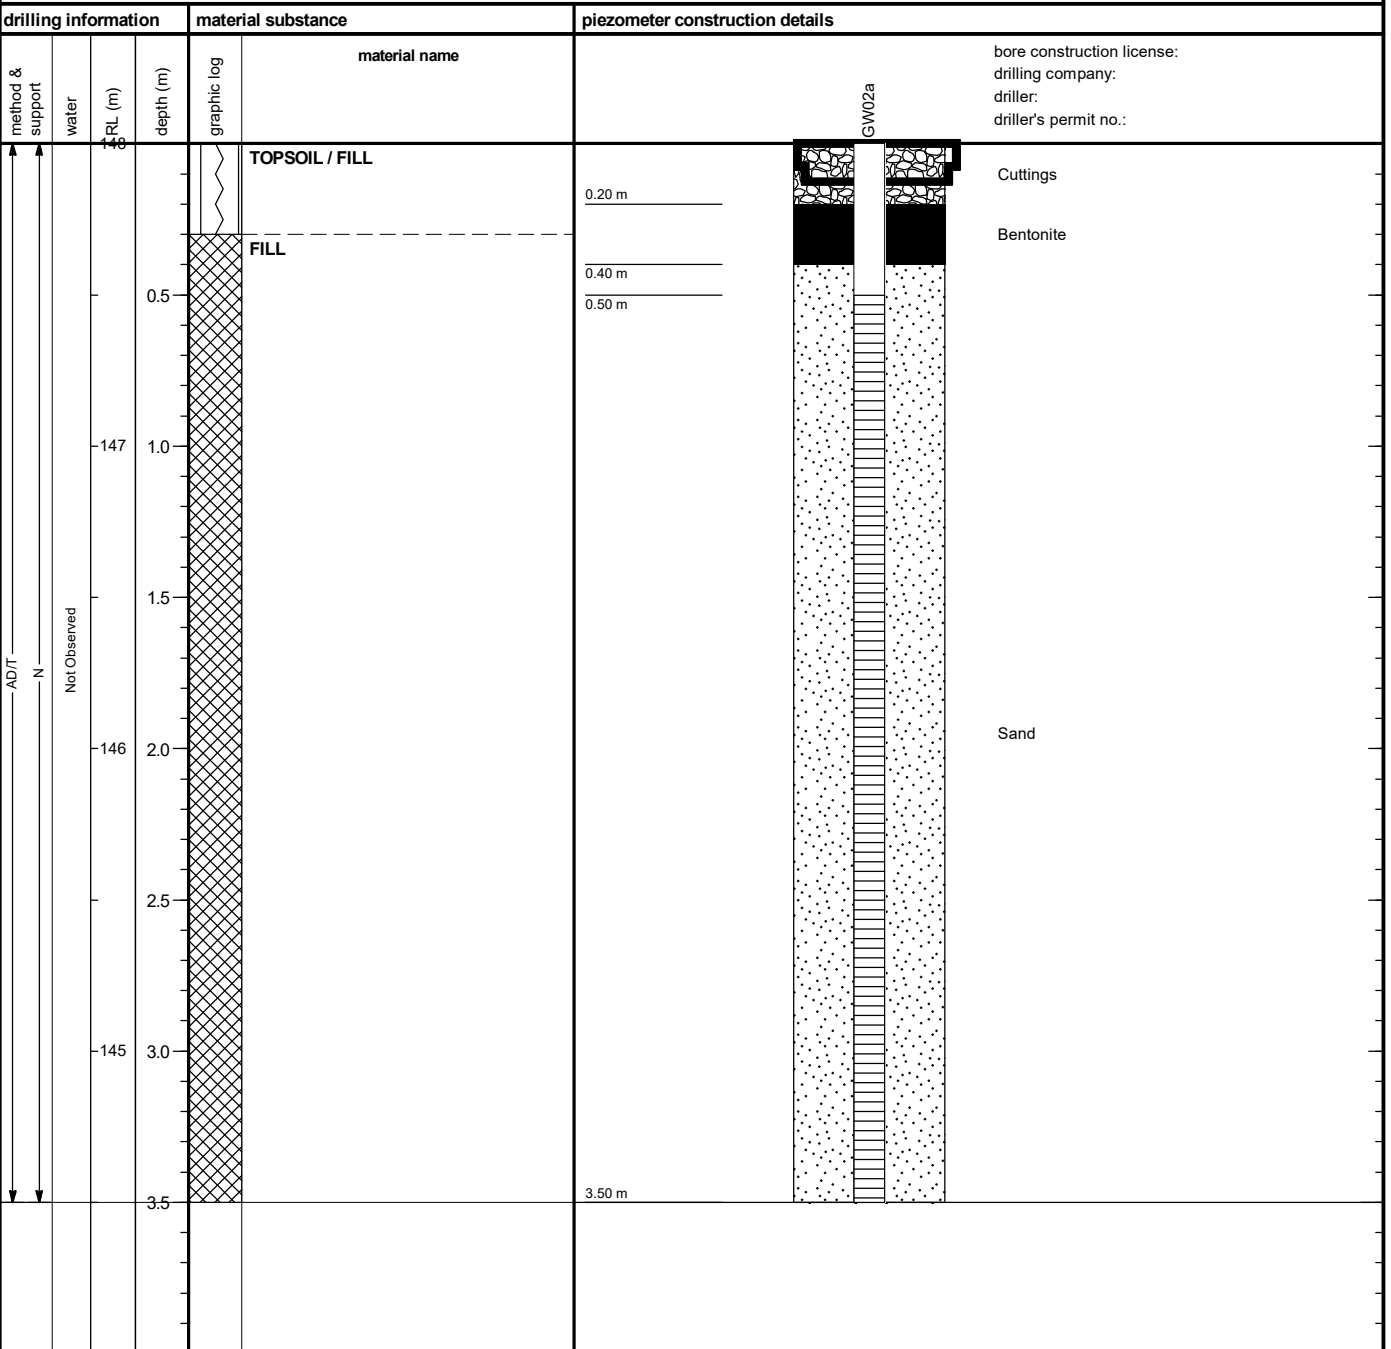 drilling information
material substance
piezometer construction details
method &
support
water
RL (m)
depth (m)
graphic log
material name
GW02a
bore construction license:
drilling company:
driller:
driller's permit no.:
148
TOPSOIL / FILL
Cuttings
0.20 m
Bentonite
FILL
0.40 m
0.5
0.50 m
147
1.0
1.5
AD/T
N
Not Observed
146
2.0
Sand
2.5
145
3.0
3.50 m
3.5